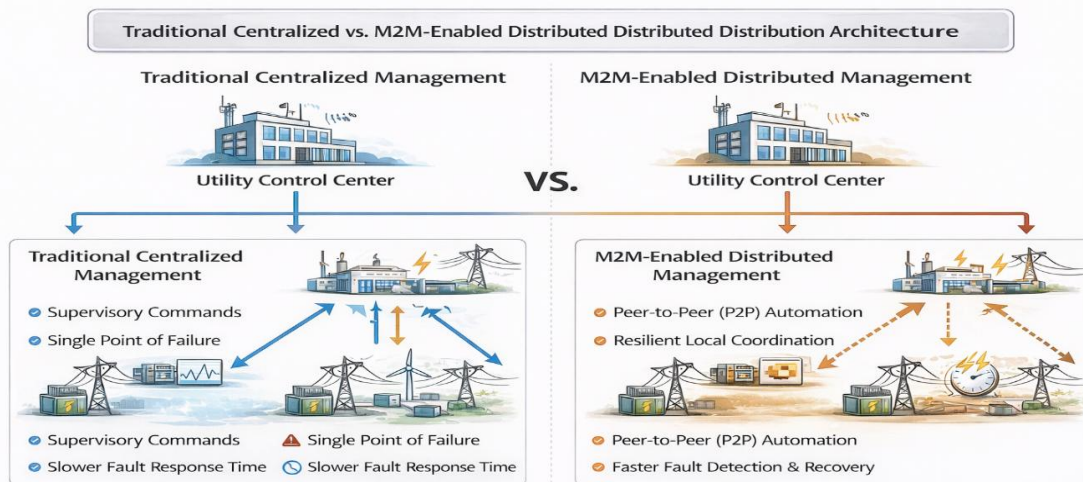 Traditional Centralized vs. M2M-Enabled Distributed Distributed Distribution Architecture
Traditional Centralized Management
Utility Control Center
VS.
M2M-Enabled Distributed Management
Utility Control Center
Traditional Centralized
Management
Supervisory Commands
Single Point of Failure
Supervisory Commands
Single Point of Failure
Slower Fault Response Time
Slower Fault Response Time
M2M-Enabled Distributed
Management
Peer-to-Peer (P2P) Automation
Resilient Local Coordination
Peer-to-Peer (P2P) Automation
Faster Fault Detection & Recovery